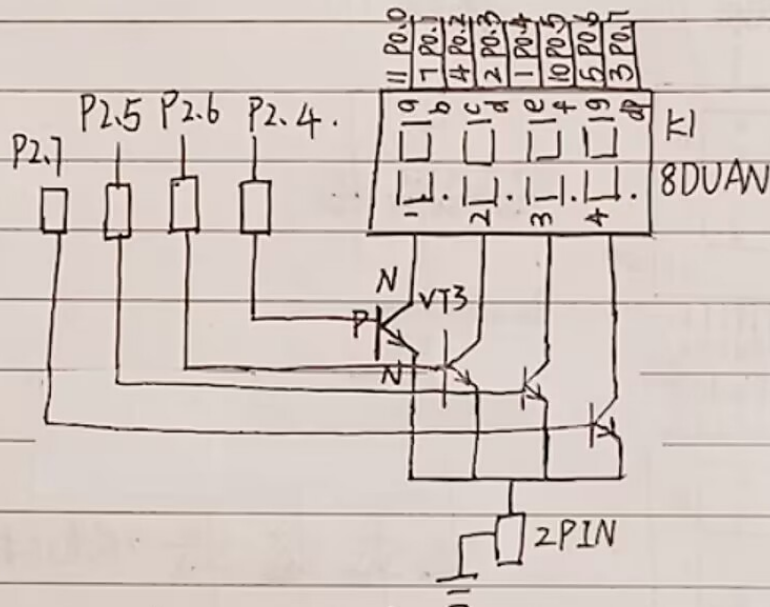 11 P0.0
7 P0.1
4 P0.2
2 P0.3
1 P0.4
10 P0.5
5 P0.6
3 P0.7
a b c d e f g dp
K1
8DUAN
1 2 3 4
P2.7 P2.5 P2.6 P2.4.
N
VT3
P
N
2PIN